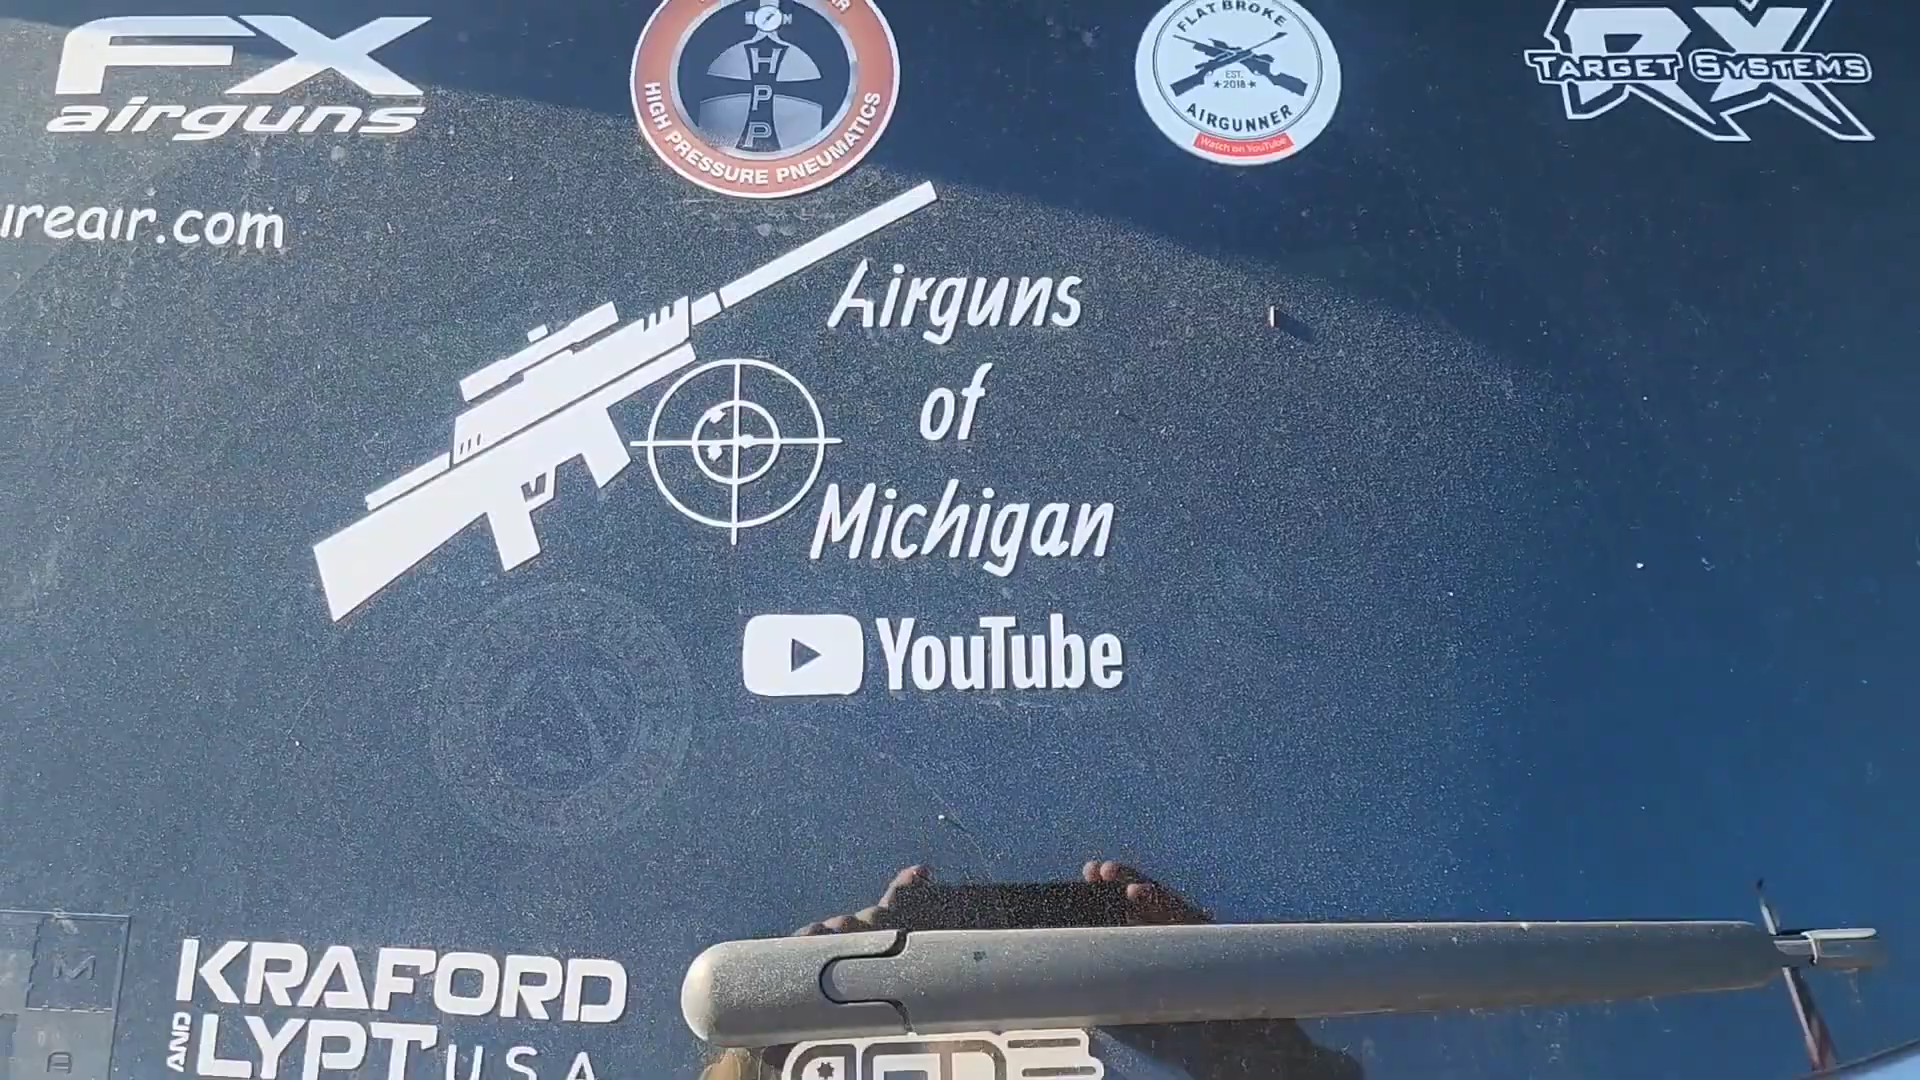 FX
airguns
HPP
HIGH PRESSURE PNEUMATICS
FLAT BROKE
EST.
★2018★
AIRGUNNER
Watch on YouTube
RX
TARGET SYSTEMS
ireair.com
Airguns
of
Michigan
YouTube
M
A
KRAFORD
AND LYPT USA